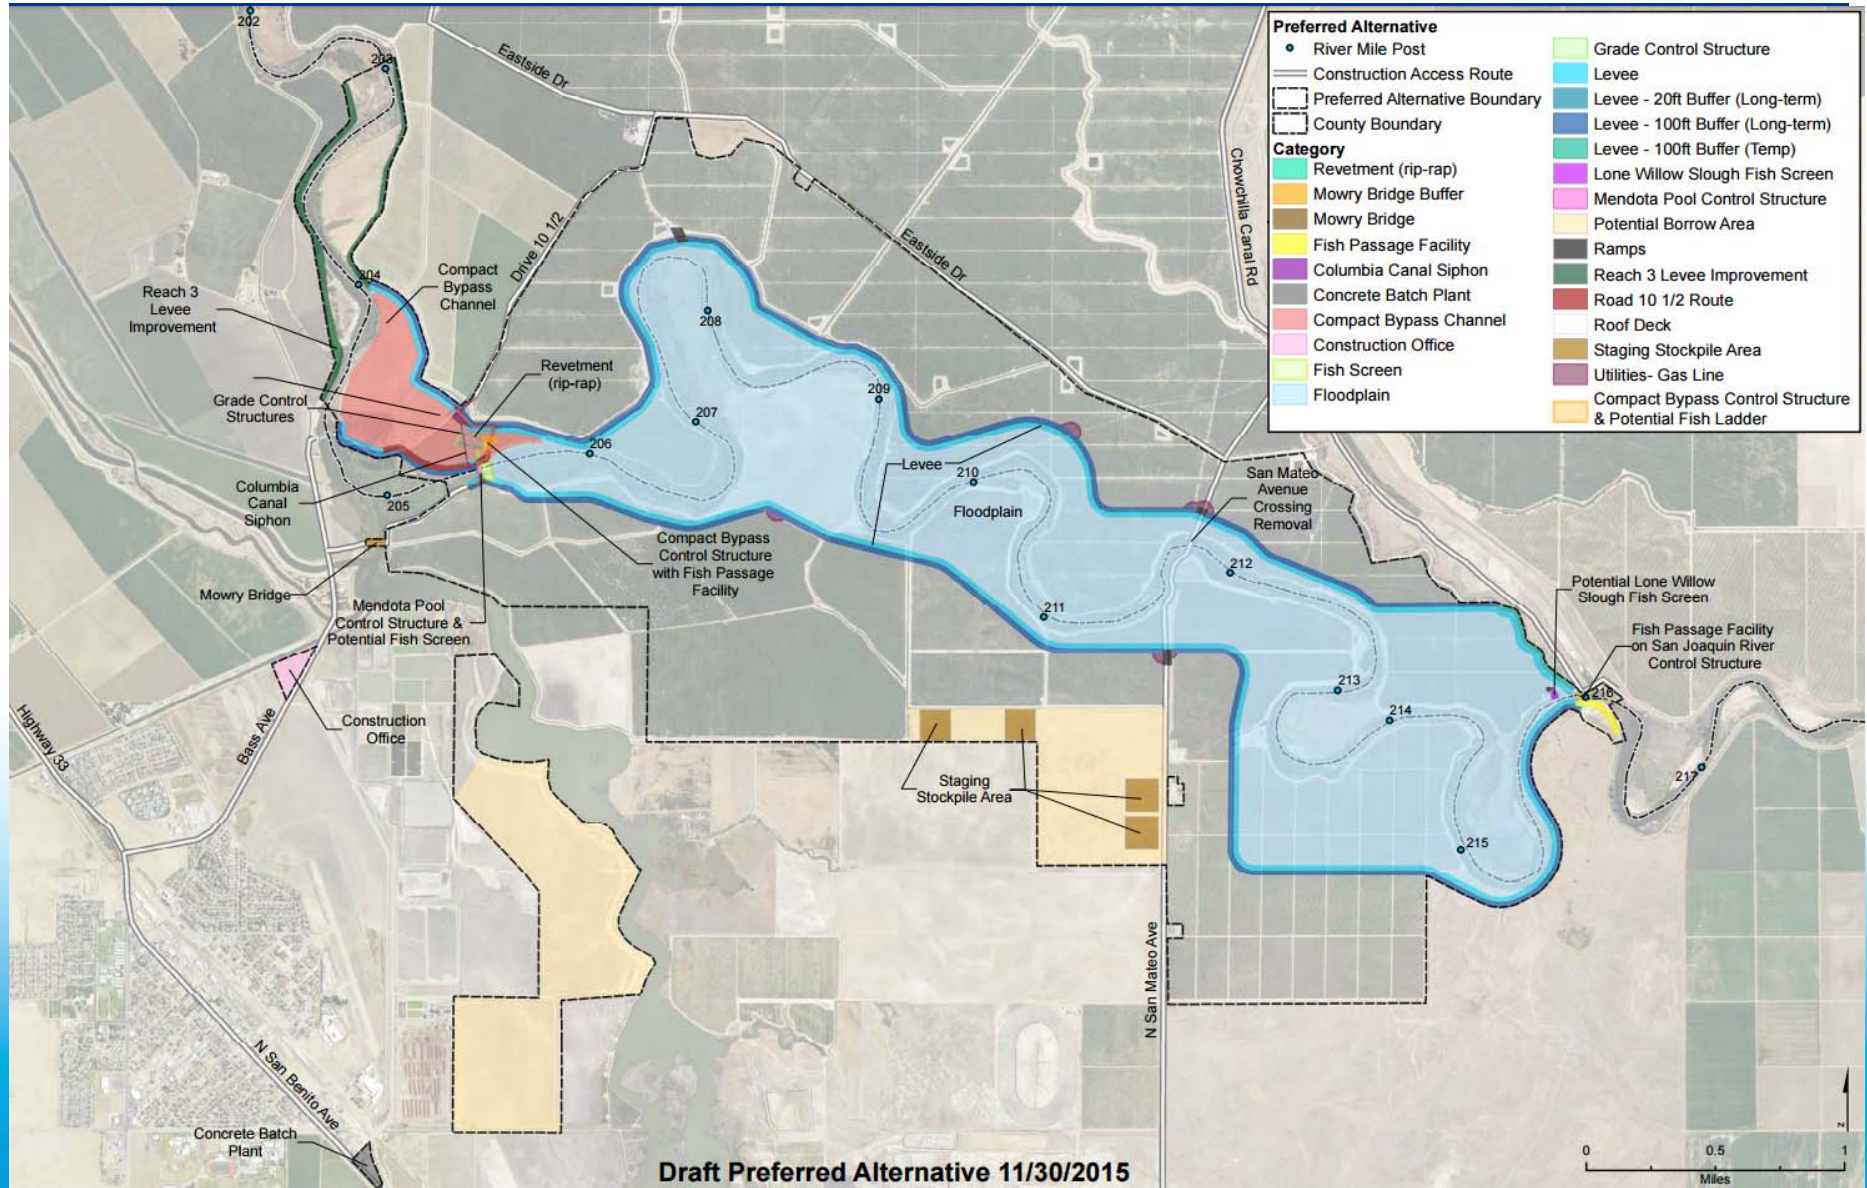 202
203
Eastside Dr
Preferred Alternative
River Mile Post
Construction Access Route
Preferred Alternative Boundary
County Boundary
Category
Revetment (rip-rap)
Mowry Bridge Buffer
Mowry Bridge
Fish Passage Facility
Columbia Canal Siphon
Concrete Batch Plant
Compact Bypass Channel
Construction Office
Fish Screen
Floodplain
Grade Control Structure
Levee
Levee - 20ft Buffer (Long-term)
Levee - 100ft Buffer (Long-term)
Levee - 100ft Buffer (Temp)
Lone Willow Slough Fish Screen
Mendota Pool Control Structure
Potential Borrow Area
Ramps
Reach 3 Levee Improvement
Road 10 1/2 Route
Roof Deck
Staging Stockpile Area
Utilities- Gas Line
Compact Bypass Control Structure
& Potential Fish Ladder
Chowchilla Canal Rd
Drive 10 1/2
Eastside Dr
204
Compact
Bypass
Channel
Reach 3
Levee
Improvement
208
Revetment
(rip-rap)
209
Grade Control
Structures
207
206
Levee
210
San Mateo
Avenue
Crossing
Removal
Columbia
Canal
Siphon
205
Floodplain
Compact Bypass
Control Structure
with Fish Passage
Facility
212
Mowry Bridge
Mendota Pool
Control Structure &
Potential Fish Screen
211
Potential Lone Willow
Slough Fish Screen
Fish Passage Facility
on San Joaquin River
Control Structure
213
216
214
Highway 33
Bass Ave
Construction
Office
217
Staging
Stockpile Area
215
N San Mateo Ave
N San Benito Ave
Concrete Batch
Plant
Draft Preferred Alternative 11/30/2015
z
0
0.5
1
Miles